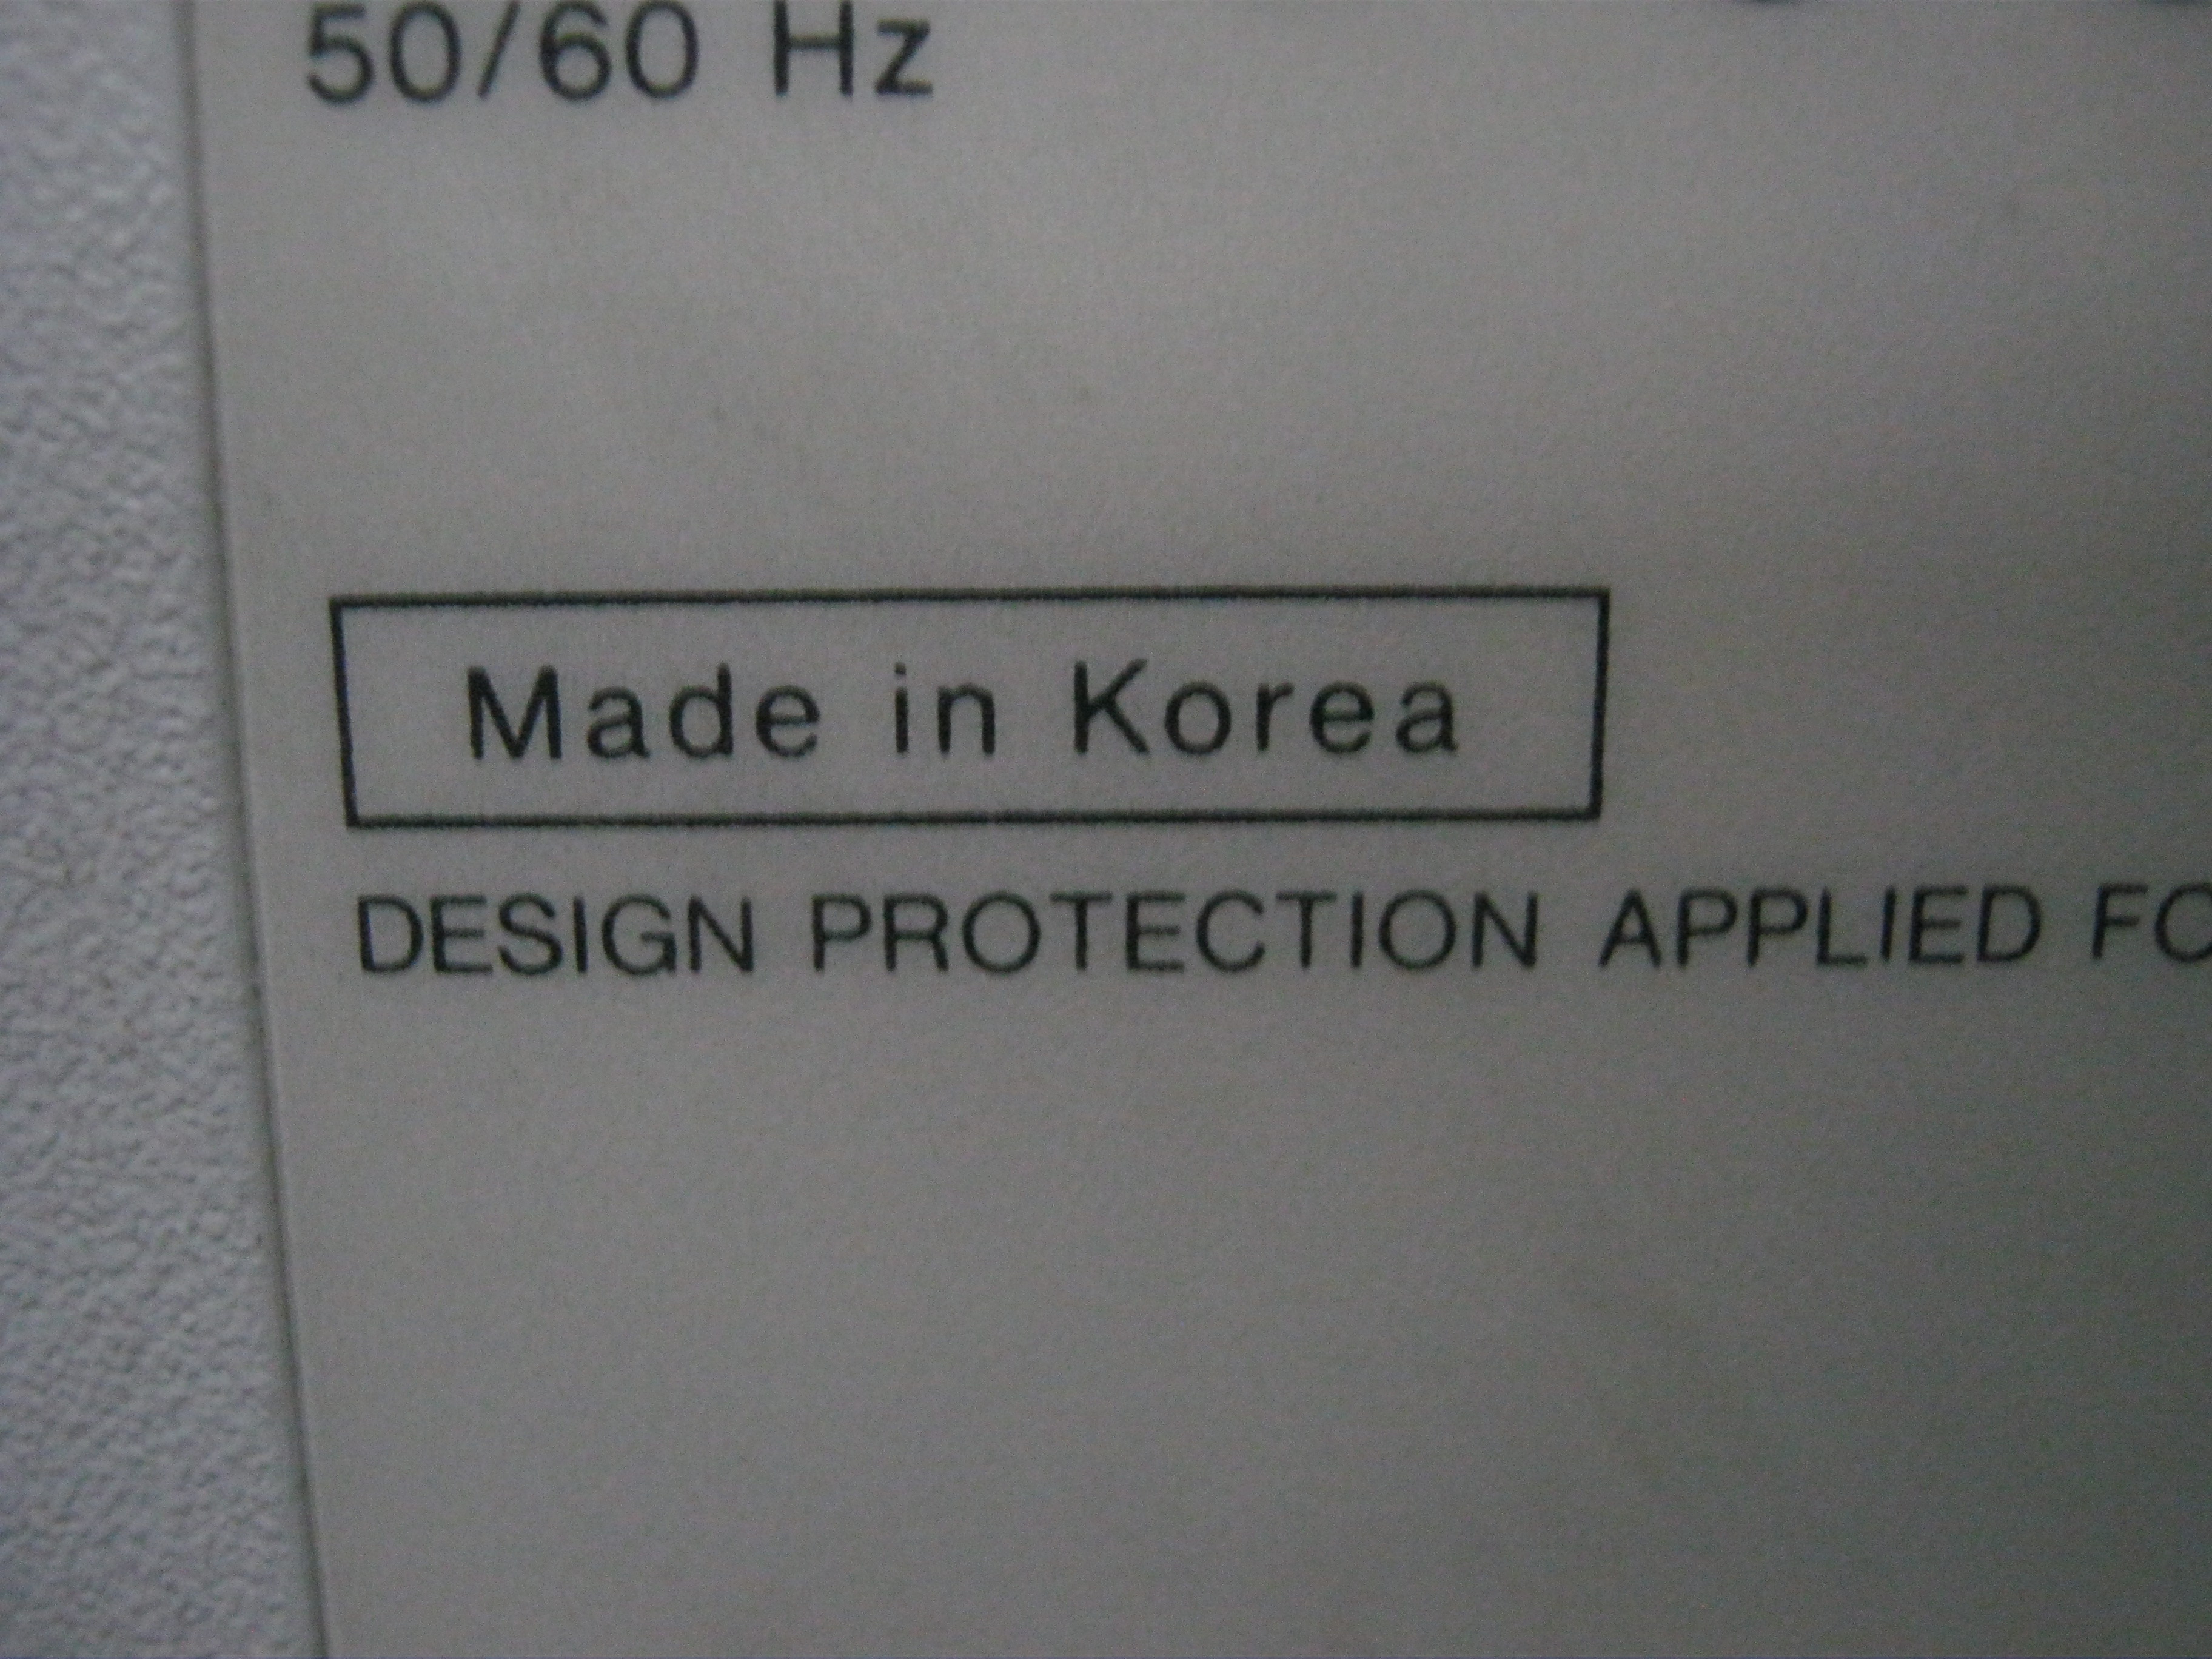 50/60 Hz
Made in Korea
DESIGN PROTECTION APPLIED